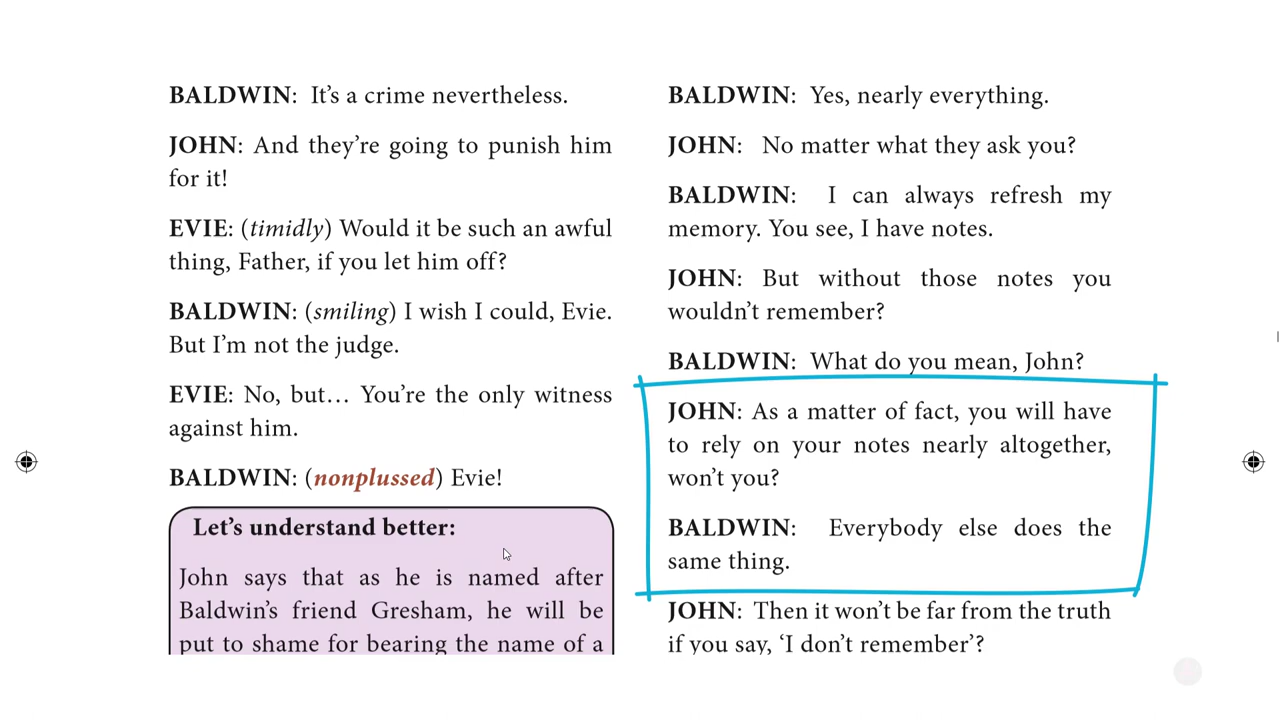 BALDWIN: It’s a crime nevertheless.
JOHN: And they’re going to punish him
for it!
EVIE: (timidly) Would it be such an awful
thing, Father, if you let him off?
BALDWIN: (smiling) I wish I could, Evie.
But I’m not the judge.
EVIE: No, but… You’re the only witness
against him.
BALDWIN: (nonplussed) Evie!
Let’s understand better:
John says that as he is named after
Baldwin’s friend Gresham, he will be
put to shame for bearing the name of a
BALDWIN: Yes, nearly everything.
JOHN: No matter what they ask you?
BALDWIN: I can always refresh my
memory. You see, I have notes.
JOHN: But without those notes you
wouldn’t remember?
BALDWIN: What do you mean, John?
JOHN: As a matter of fact, you will have
to rely on your notes nearly altogether,
won’t you?
BALDWIN: Everybody else does the
same thing.
JOHN: Then it won’t be far from the truth
if you say, ‘I don’t remember’?